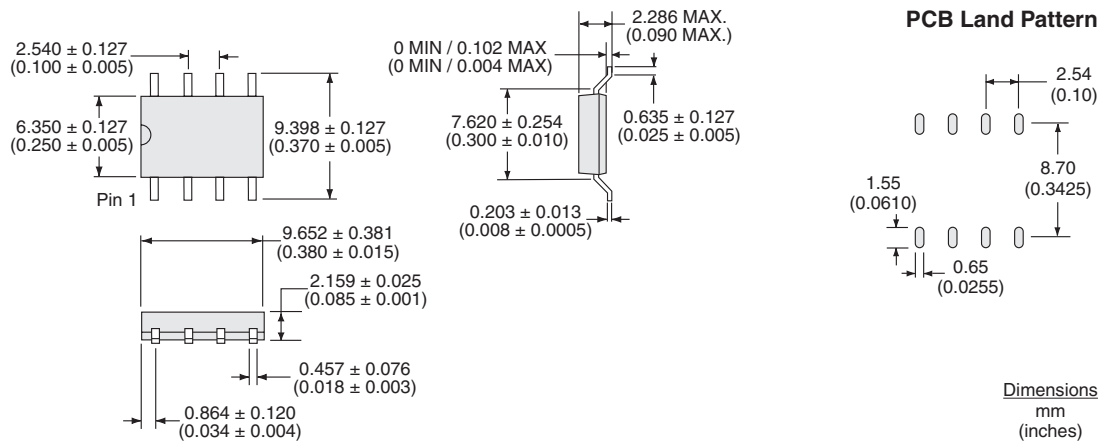 2.540 ± 0.127
(0.100 ± 0.005)
6.350 ± 0.127
(0.250 ± 0.005)
9.398 ± 0.127
(0.370 ± 0.005)
Pin 1
9.652 ± 0.381
(0.380 ± 0.015)
2.159 ± 0.025
(0.085 ± 0.001)
0.457 ± 0.076
(0.018 ± 0.003)
0.864 ± 0.120
(0.034 ± 0.004)
2.286 MAX.
(0.090 MAX.)
0 MIN / 0.102 MAX
(0 MIN / 0.004 MAX)
7.620 ± 0.254
(0.300 ± 0.010)
0.635 ± 0.127
(0.025 ± 0.005)
0.203 ± 0.013
(0.008 ± 0.0005)
PCB Land Pattern
2.54
(0.10)
8.70
(0.3425)
1.55
(0.0610)
0.65
(0.0255)
Dimensions
mm
(inches)